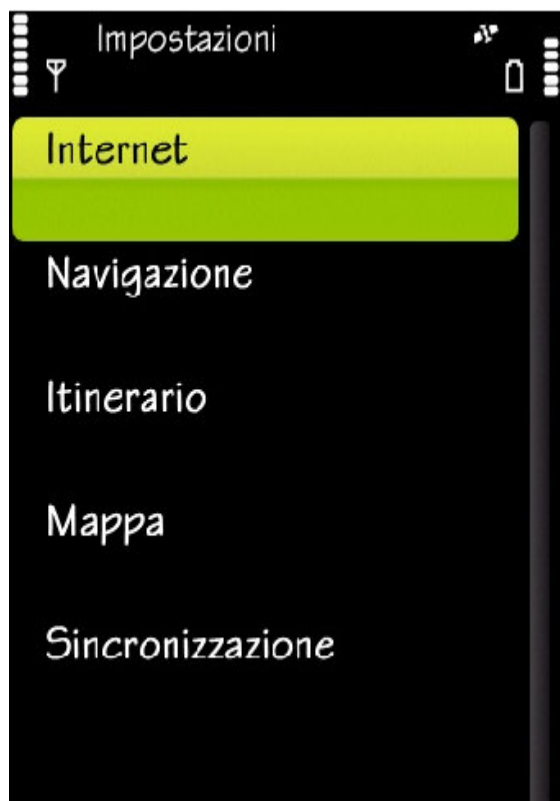 Impostazioni
Internet
Navigazione
Itinerario
Mappa
Sincronizzazione